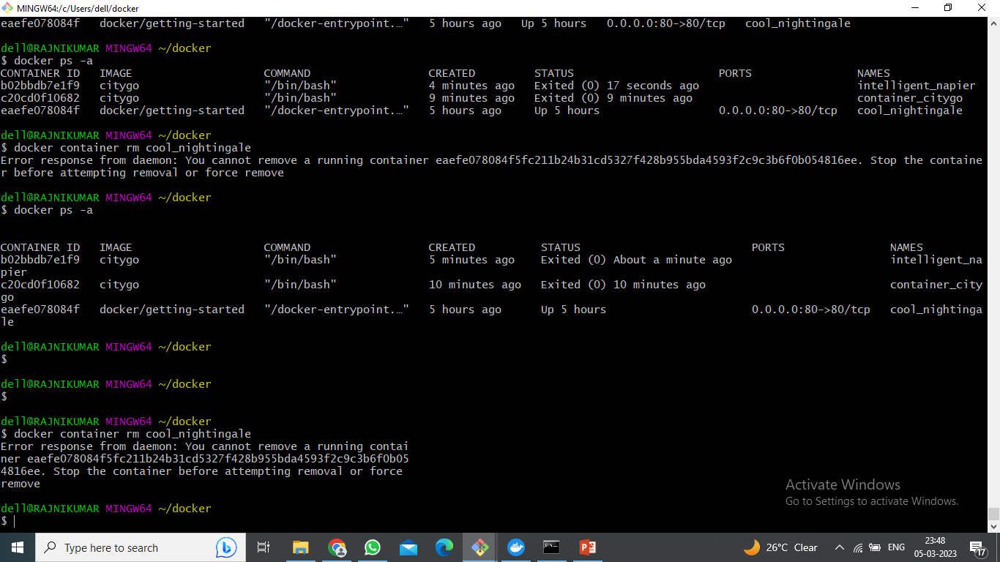 MINGW64:/c/Users/dell/docker
eaefe078084f docker/getting-started "/docker-entrypoint.…" 5 hours ago Up 5 hours 0.0.0.0:80->80/tcp cool_nightingale
dell@RAJNIKUMAR MINGW64 ~/docker
$ docker ps -a
CONTAINER ID IMAGE COMMAND CREATED STATUS PORTS NAMES
b02bbdb7e1f9 citygo "/bin/bash" 4 minutes ago Exited (0) 17 seconds ago intelligent_napier
c20cd0f10682 citygo "/bin/bash" 9 minutes ago Exited (0) 9 minutes ago container_citygo
eaefe078084f docker/getting-started "/docker-entrypoint.…" 5 hours ago Up 5 hours 0.0.0.0:80->80/tcp cool_nightingale
dell@RAJNIKUMAR MINGW64 ~/docker
$ docker container rm cool_nightingale
Error response from daemon: You cannot remove a running container eaefe078084f5fc211b24b31cd5327f428b955bda4593f2c9c3b6f0b054816ee. Stop the containe
r before attempting removal or force remove
dell@RAJNIKUMAR MINGW64 ~/docker
$ docker ps -a
CONTAINER ID IMAGE COMMAND CREATED STATUS PORTS NAMES
b02bbdb7e1f9 citygo "/bin/bash" 5 minutes ago Exited (0) About a minute ago intelligent_na
pier
c20cd0f10682 citygo "/bin/bash" 10 minutes ago Exited (0) 10 minutes ago container_city
go
eaefe078084f docker/getting-started "/docker-entrypoint.…" 5 hours ago Up 5 hours 0.0.0.0:80->80/tcp cool_nightinga
le
dell@RAJNIKUMAR MINGW64 ~/docker
$
dell@RAJNIKUMAR MINGW64 ~/docker
$
dell@RAJNIKUMAR MINGW64 ~/docker
$ docker container rm cool_nightingale
Error response from daemon: You cannot remove a running contai
ner eaefe078084f5fc211b24b31cd5327f428b955bda4593f2c9c3b6f0b05
4816ee. Stop the container before attempting removal or force
remove
dell@RAJNIKUMAR MINGW64 ~/docker
$
Activate Windows
Go to Settings to activate Windows.
Type here to search
26°C Clear
ENG
23:48
05-03-2023
17